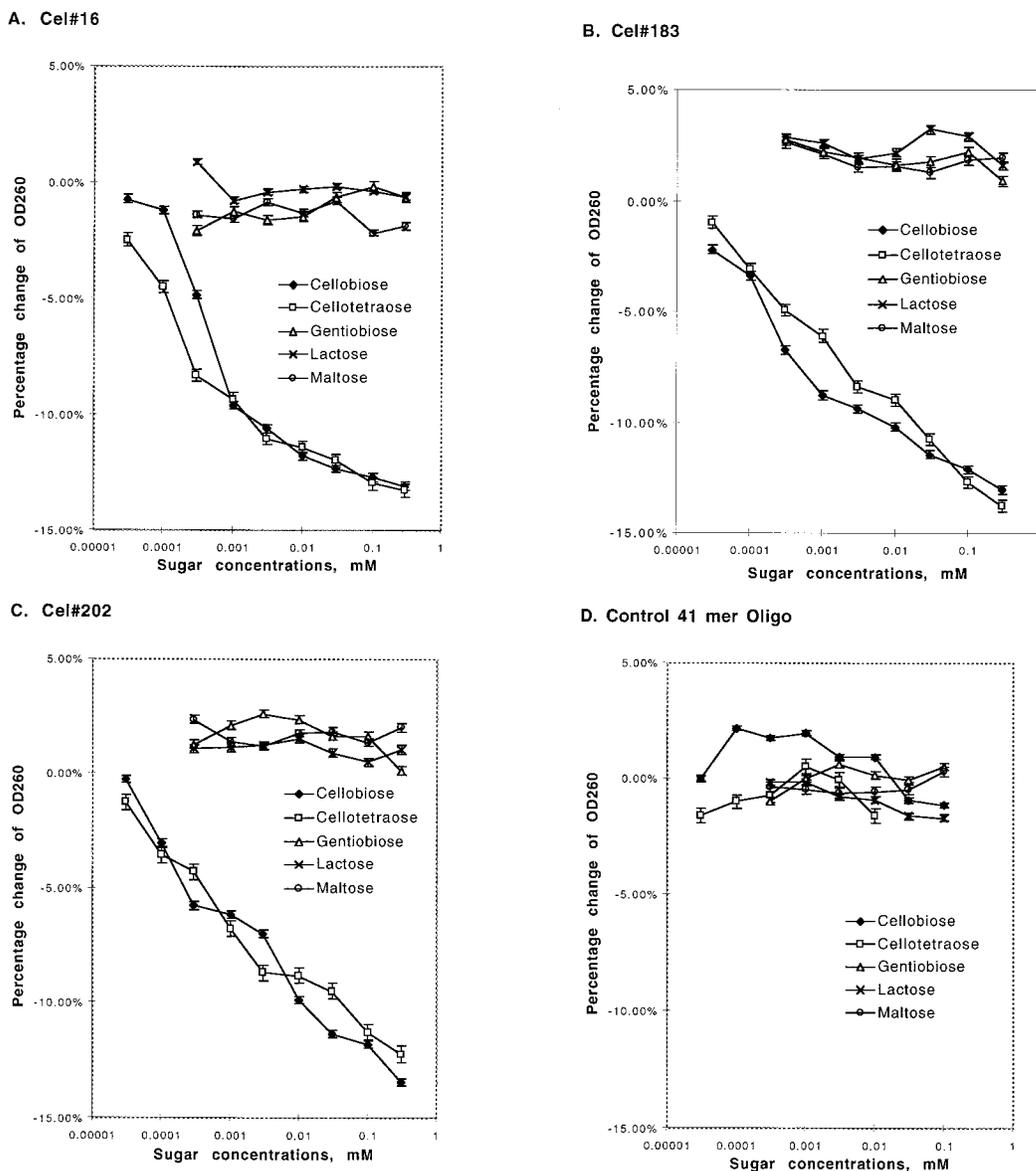 A. Cel#16
5.00%
0.00%
-5.00%
-10.00%
-15.00%
Percentage change of OD260
Cellobiose
Cellotetraose
Gentiobiose
Lactose
Maltose
0.00001 0.0001 0.001 0.01 0.1 1
Sugar concentrations, mM
B. Cel#183
5.00%
0.00%
-5.00%
-10.00%
-15.00%
Percentage change of OD260
Cellobiose
Cellotetraose
Gentiobiose
Lactose
Maltose
0.00001 0.0001 0.001 0.01 0.1
Sugar concentrations, mM
C. Cel#202
5.00%
0.00%
-5.00%
-10.00%
-15.00%
Percentage change of OD260
Cellobiose
Cellotetraose
Gentiobiose
Lactose
Maltose
0.00001 0.0001 0.001 0.01 0.1 1
Sugar concentrations, mM
D. Control 41 mer Oligo
5.00%
0.00%
-5.00%
-10.00%
-15.00%
Percentage change of OD260
Cellobiose
Cellotetraose
Gentiobiose
Lactose
Maltose
0.00001 0.0001 0.001 0.01 0.1 1
Sugar concentrations, mM